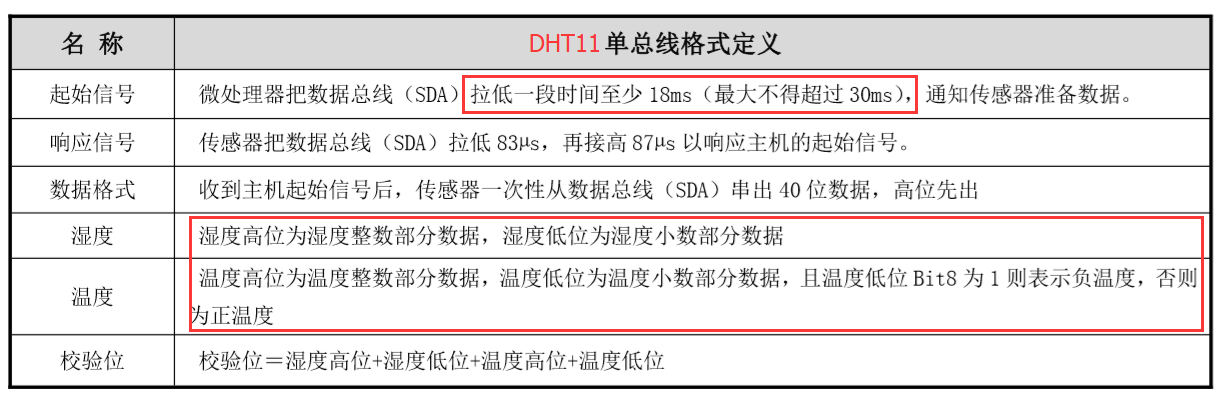 名 称 DHT11单总线格式定义
起始信号 微处理器把数据总线（SDA）拉低一段时间至少 18ms（最大不得超过 30ms），通知传感器准备数据。
响应信号 传感器把数据总线（SDA）拉低 83μs，再接高 87μs 以响应主机的起始信号。
数据格式 收到主机起始信号后，传感器一次性从数据总线（SDA）串出 40 位数据，高位先出
湿度 湿度高位为湿度整数部分数据，湿度低位为湿度小数部分数据
温度 温度高位为温度整数部分数据，温度低位为温度小数部分数据，且温度低位 Bit8 为 1 则表示负温度，否则
为正温度
校验位 校验位＝湿度高位+湿度低位+温度高位+温度低位